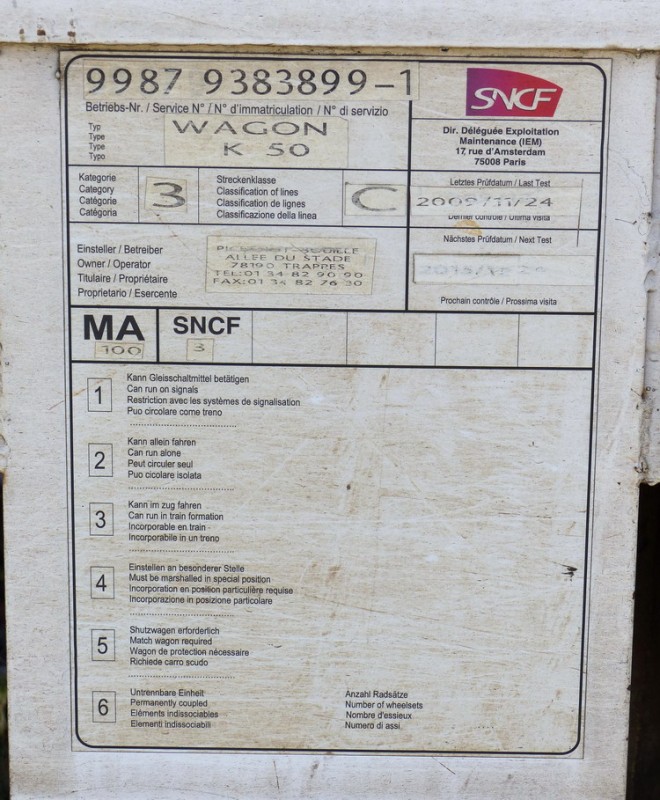 9987 9383899-1
Betriebs-Nr. / Service N° / N° d'immatriculation / N° di servizio
Typ
Type
Type
Typo
WAGON
K 50
SNCF
Dir. Déléguée Exploitation
Maintenance (IEM)
17, rue d'Amsterdam
75008 Paris
Kategorie
Category
Catégorie
Catégoria
3
Streckenklasse
Classification of lines
Classification de lignes
Classificazione della linea
C
Letztes Prüfdatum / Last Test
2009/11/24
Dernier contrôle / Ultima visita
Einsteller / Betreiber
Owner / Operator
Titulaire / Propriétaire
Proprietario / Esercente
ALLEE DU STADE
78190 TRAPPES
TEL:01 34 82 90 90
FAX:01 34 82 76 30
Nächstes Prüfdatum / Next Test
Prochain contrôle / Prossima visita
MA
100
SNCF
3
1
Kann Gleisschaltmittel betätigen
Can run on signals
Restriction avec les systèmes de signalisation
Puo circolare come treno
2
Kann allein fahren
Can run alone
Peut circuler seul
Puo cicolare isolata
3
Kann im zug fahren
Can run in train formation
Incorporable en train
Incorporabile in un treno
4
Einstellen an besonderer Stelle
Must be marshalled in special position
Incorporation en position particulière requise
Incorporazione in posizione particolare
5
Shutzwagen erforderlich
Match wagon required
Wagon de protection nécessaire
Richiede carro scudo
6
Untrennbare Einheit
Permanently coupled
Eléments indissociables
Elementi indissociabili
Anzahl Radsätze
Number of wheelsets
Nombre d'essieux
Numero di assi